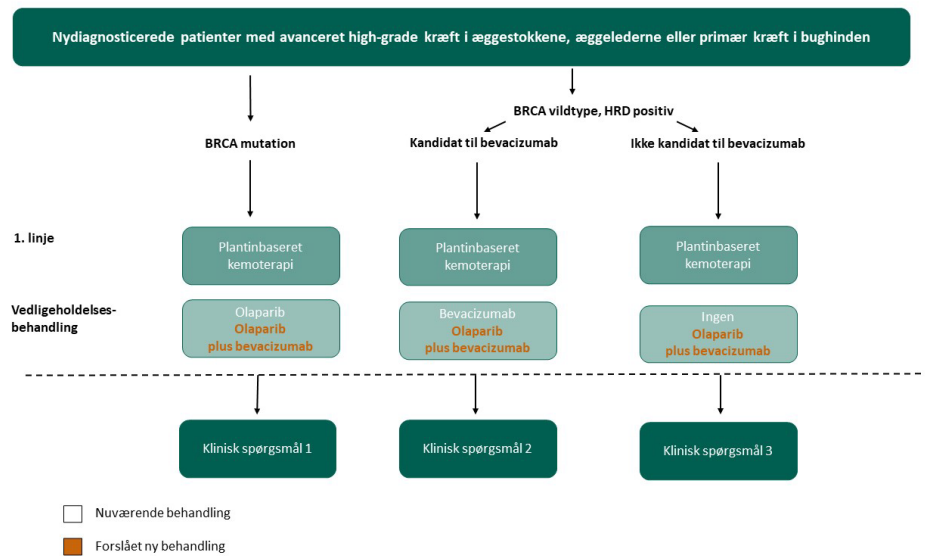 Nydiagnosticerede patienter med avanceret high-grade kræft i æggestokkene, æggelederne eller primær kræft i bughinden
BRCA vildtype, HRD positiv
BRCA mutation
Kandidat til bevacizumab
Ikke kandidat til bevacizumab
1. linje
Plantinbaseret
kemoterapi
Plantinbaseret
kemoterapi
Plantinbaseret
kemoterapi
Vedligeholdelses-
behandling
Olaparib
Olaparib
plus bevacizumab
Bevacizumab
Olaparib
plus bevacizumab
Ingen
Olaparib
plus bevacizumab
Klinisk spørgsmål 1
Klinisk spørgsmål 2
Klinisk spørgsmål 3
Nuværende behandling
Forslået ny behandling